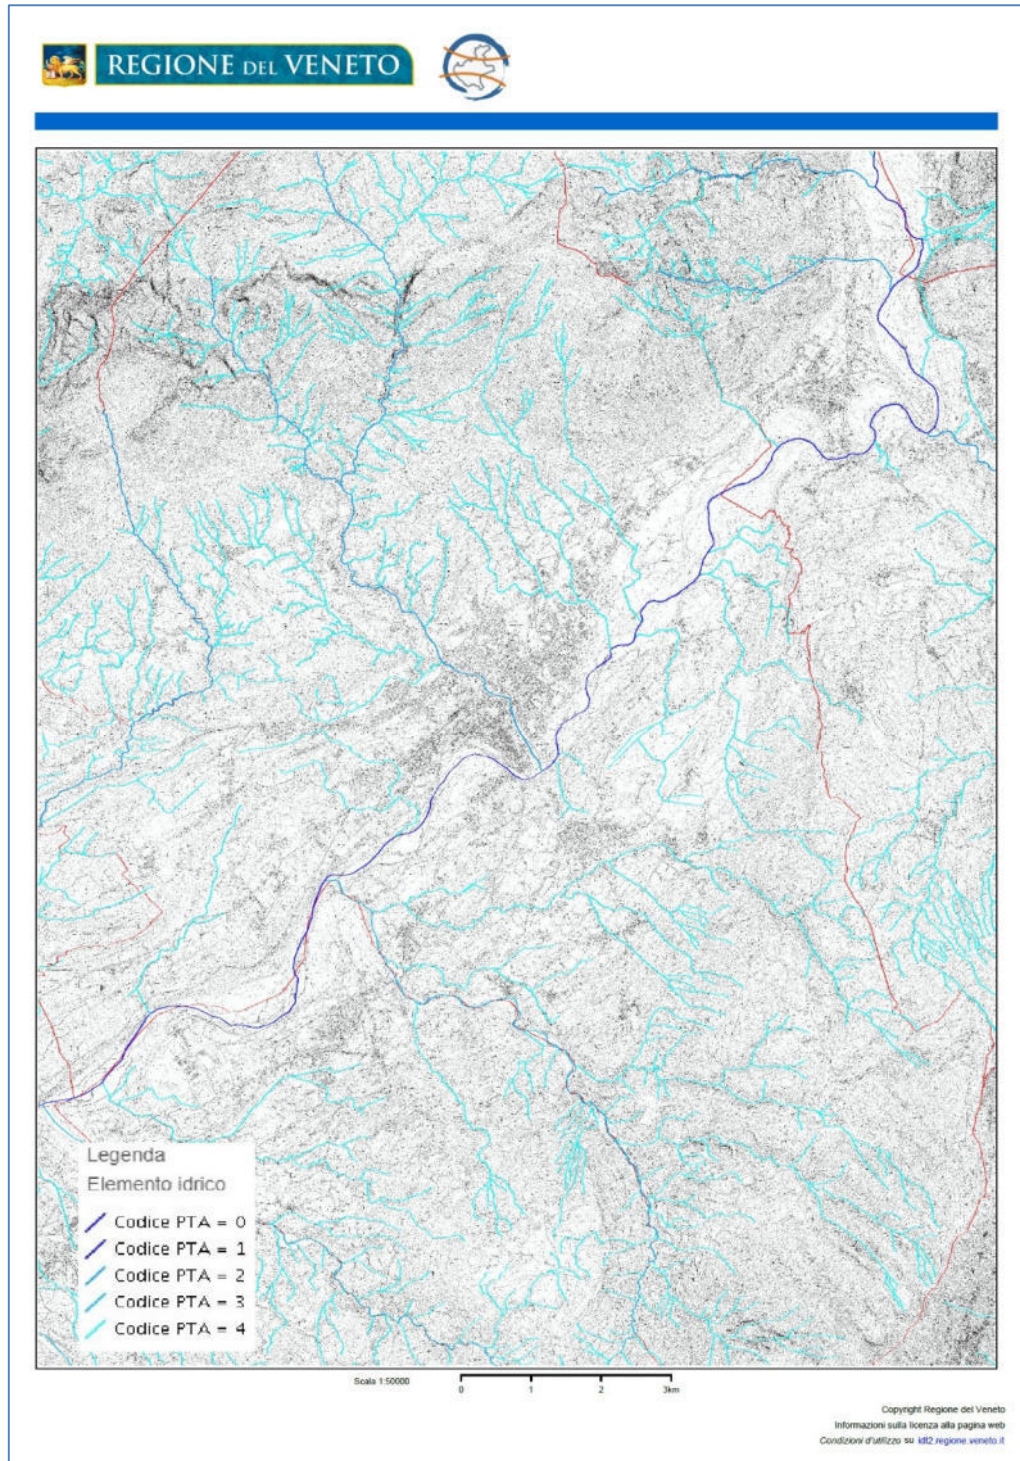 REGIONE DEL VENETO
Legenda
Elemento idrico
Codice PTA = 0
Codice PTA = 1
Codice PTA = 2
Codice PTA = 3
Codice PTA = 4
Scala 1:50000
0 1 2 3km
Copyright Regione del Veneto
Informazioni sulla licenza alla pagina web
Condizioni d'utilizzo su idt2.regione.veneto.it